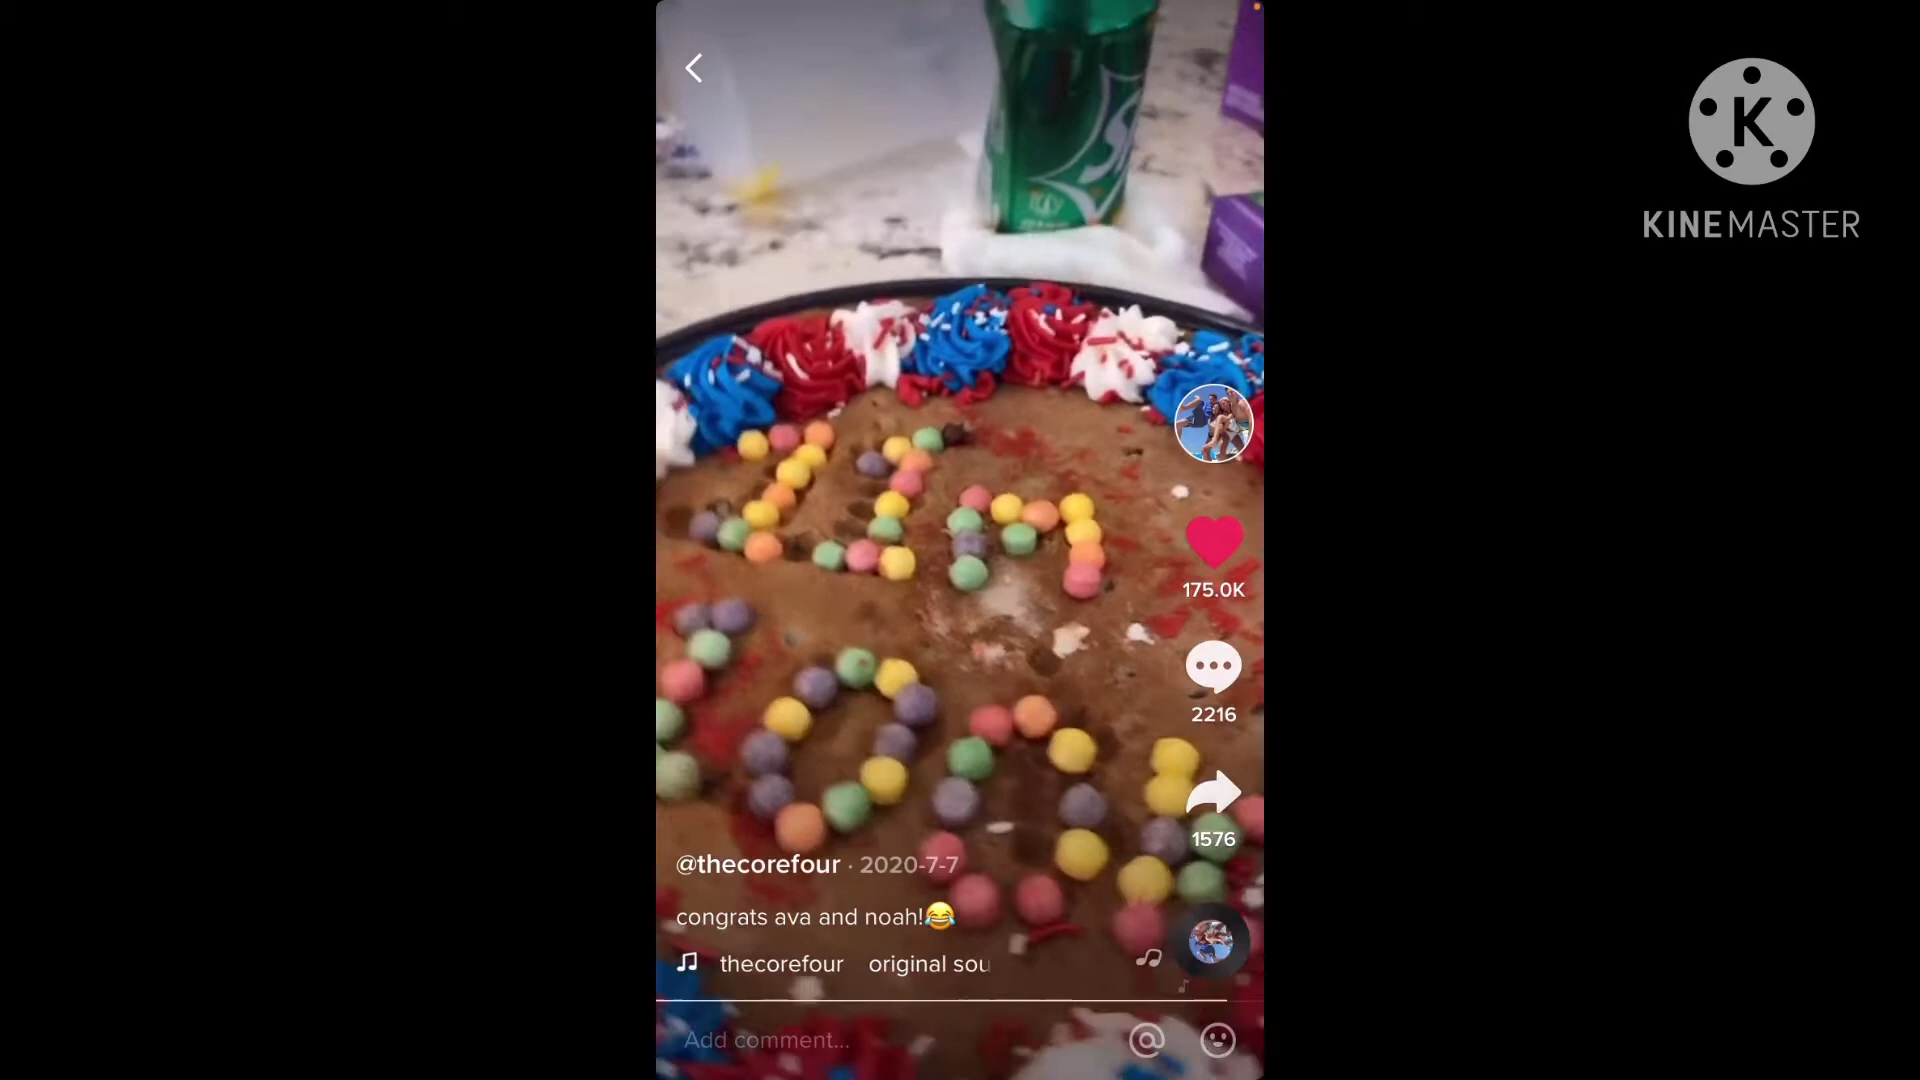 KINEMASTER
175.0K
2216
1576
@thecorefour · 2020-7-7
congrats ava and noah!😂
thecorefour original sou
Add comment...